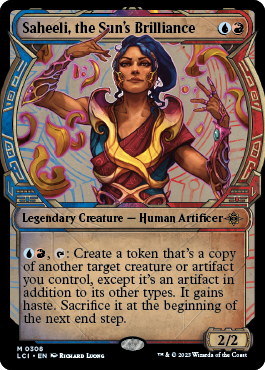 Saheeli, the Sun's Brilliance
Legendary Creature — Human Artificer
: Create a token that's a copy
of another target creature or artifact
you control, except it's an artifact in
addition to its other types. It gains
haste. Sacrifice it at the beginning of
the next end step.
2/2
M 0308
LCI • EN Richard Luong
™ & © 2023 Wizards of the Coast